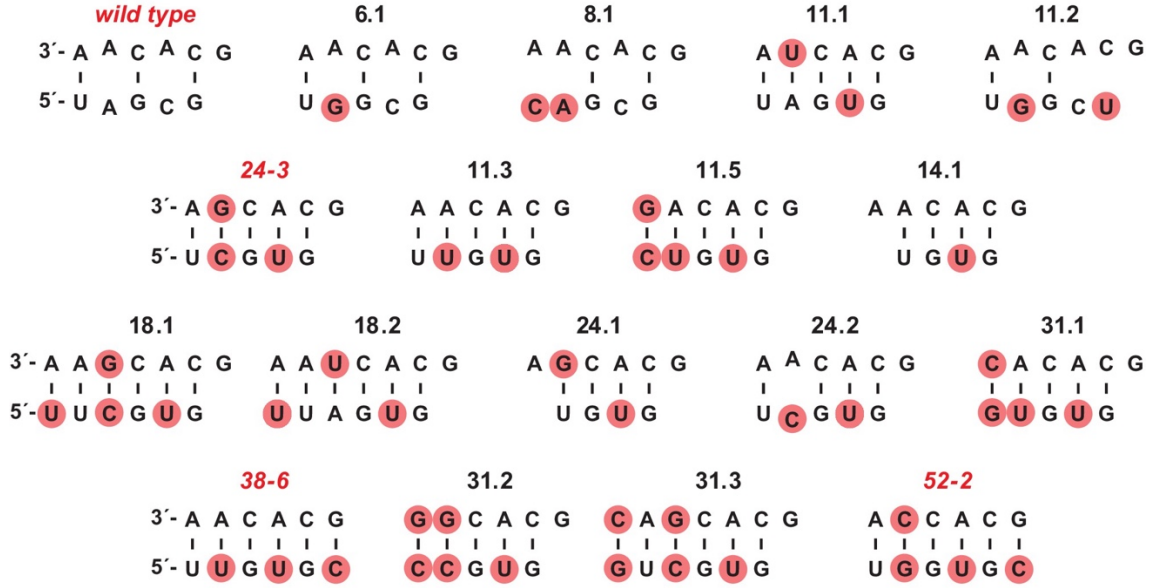 wild type 6.1 8.1 11.1 11.2
3´- A A C A C G A A C A C G A A C A C G A U C A C G A A C A C G
5´- U A G C G U G G C G C A G C G U A G U G U G G C U
24-3 11.3 11.5 14.1
3´- A G C A C G A A C A C G G A C A C G A A C A C G
5´- U C G U G U U G U G C U G U G U G U G
18.1 18.2 24.1 24.2 31.1
3´- A A G C A C G A A U C A C G A G C A C G A A C A C G C A C A C G
5´- U U C G U G U U A G U G U G U G U C G U G G U G U G
38-6 31.2 31.3 52-2
3´- A A C A C G G G C A C G C A G C A C G A C C A C G
5´- U U G U G C C C G U G G U C G U G U G G U G C